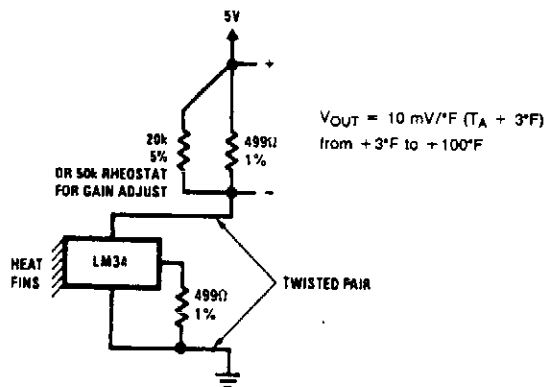 5V
+
20k
5%
OR 50k RHEOSTAT
FOR GAIN ADJUST
499Ω
1%
VOUT = 10 mV/°F (TA + 3°F)
from +3°F to +100°F
-
HEAT
FINS
LM34
499Ω
1%
TWISTED PAIR